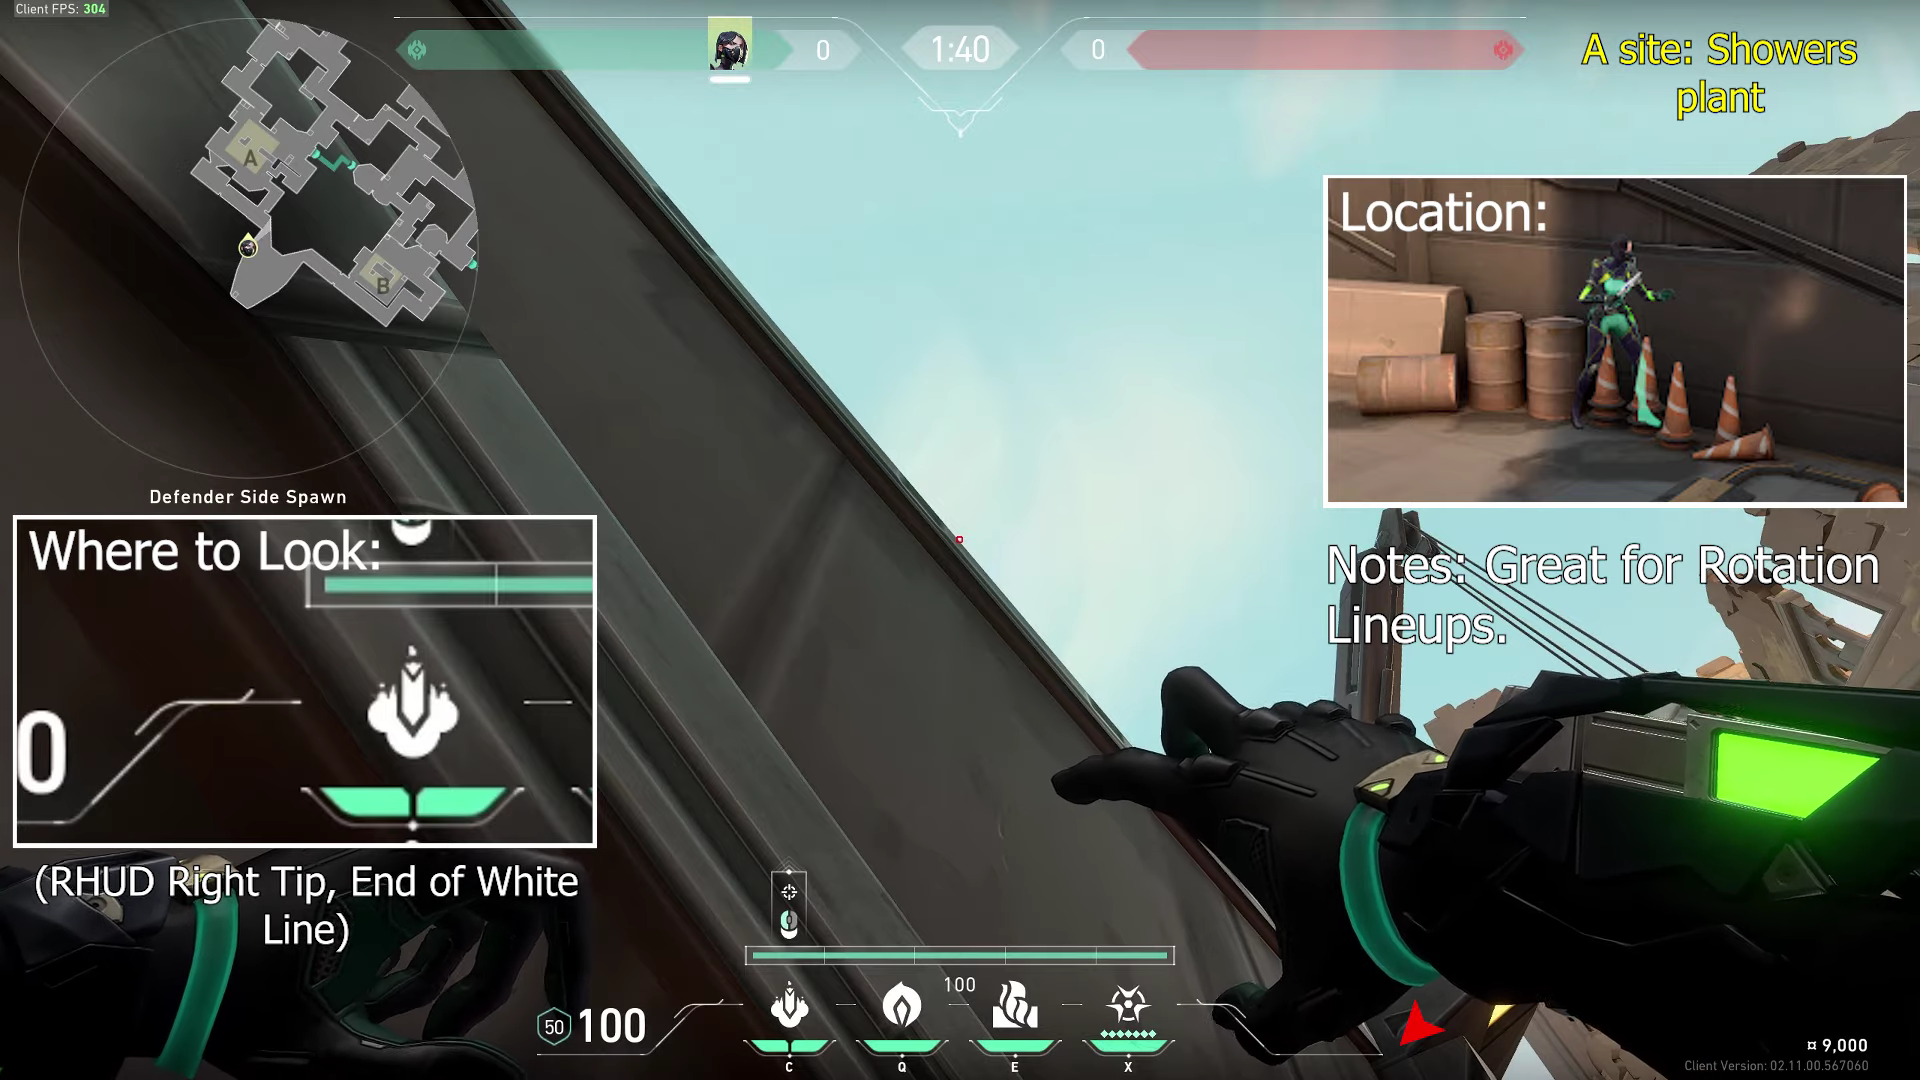 Client FPS: 304
0
1:40
0
A site: Showers
plant
A
B
Location:
Defender Side Spawn
Where to Look:
0
Notes: Great for Rotation
Lineups.
(RHUD Right Tip, End of White
Line)
100
50
100
C
Q
E
X
¤ 9,000
Client Version: 02.11.00.567060